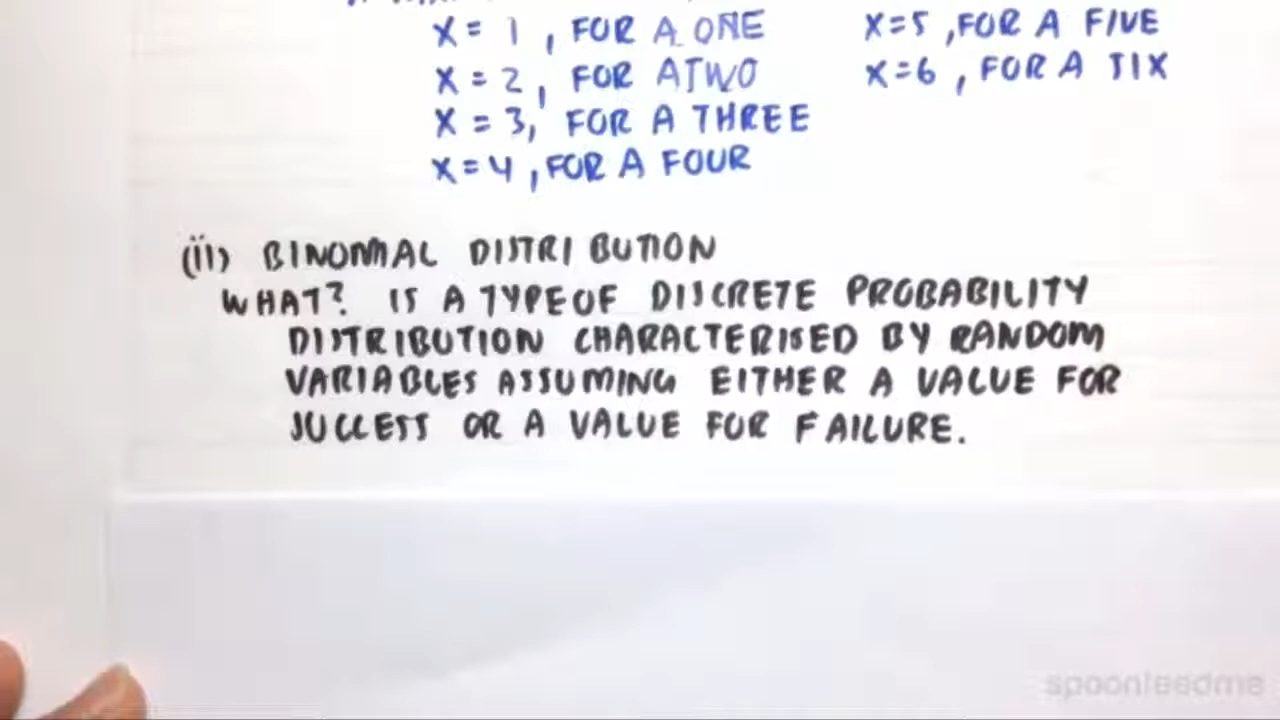 X = 1 , FOR A ONE X=5 ,FOR A FIVE
X = 2, FOR A TWO X=6 , FOR A SIX
X = 3, FOR A THREE
X=4 ,FOR A FOUR
(ii) BINOMIAL DISTRIBUTION
WHAT? IS A TYPE OF DISCRETE PROBABILITY
DISTRIBUTION CHARACTERISED BY RANDOM
VARIABLES ASSUMING EITHER A VALUE FOR
SUCCESS OR A VALUE FOR FAILURE.
spoonfeedme